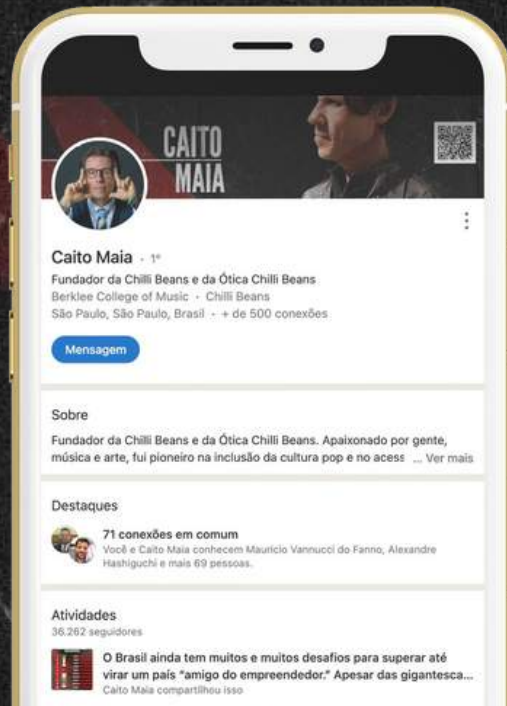 CAITO
MAIA
Caito Maia · 1º
Fundador da Chilli Beans e da Ótica Chilli Beans
Berklee College of Music • Chilli Beans
São Paulo, São Paulo, Brasil • + de 500 conexões
Mensagem
Sobre
Fundador da Chilli Beans e da Ótica Chilli Beans. Apaixonado por gente,
música e arte, fui pioneiro na inclusão da cultura pop e no acess ... Ver mais
Destaques
71 conexões em comum
Você e Caito Maia conhecem Mauricio Vannucci do Fanno, Alexandre
Hashiguchi e mais 69 pessoas.
Atividades
36.262 seguidores
O Brasil ainda tem muitos e muitos desafios para superar até
virar um país "amigo do empreendedor." Apesar das gigantesca...
Caito Maia compartilhou isso